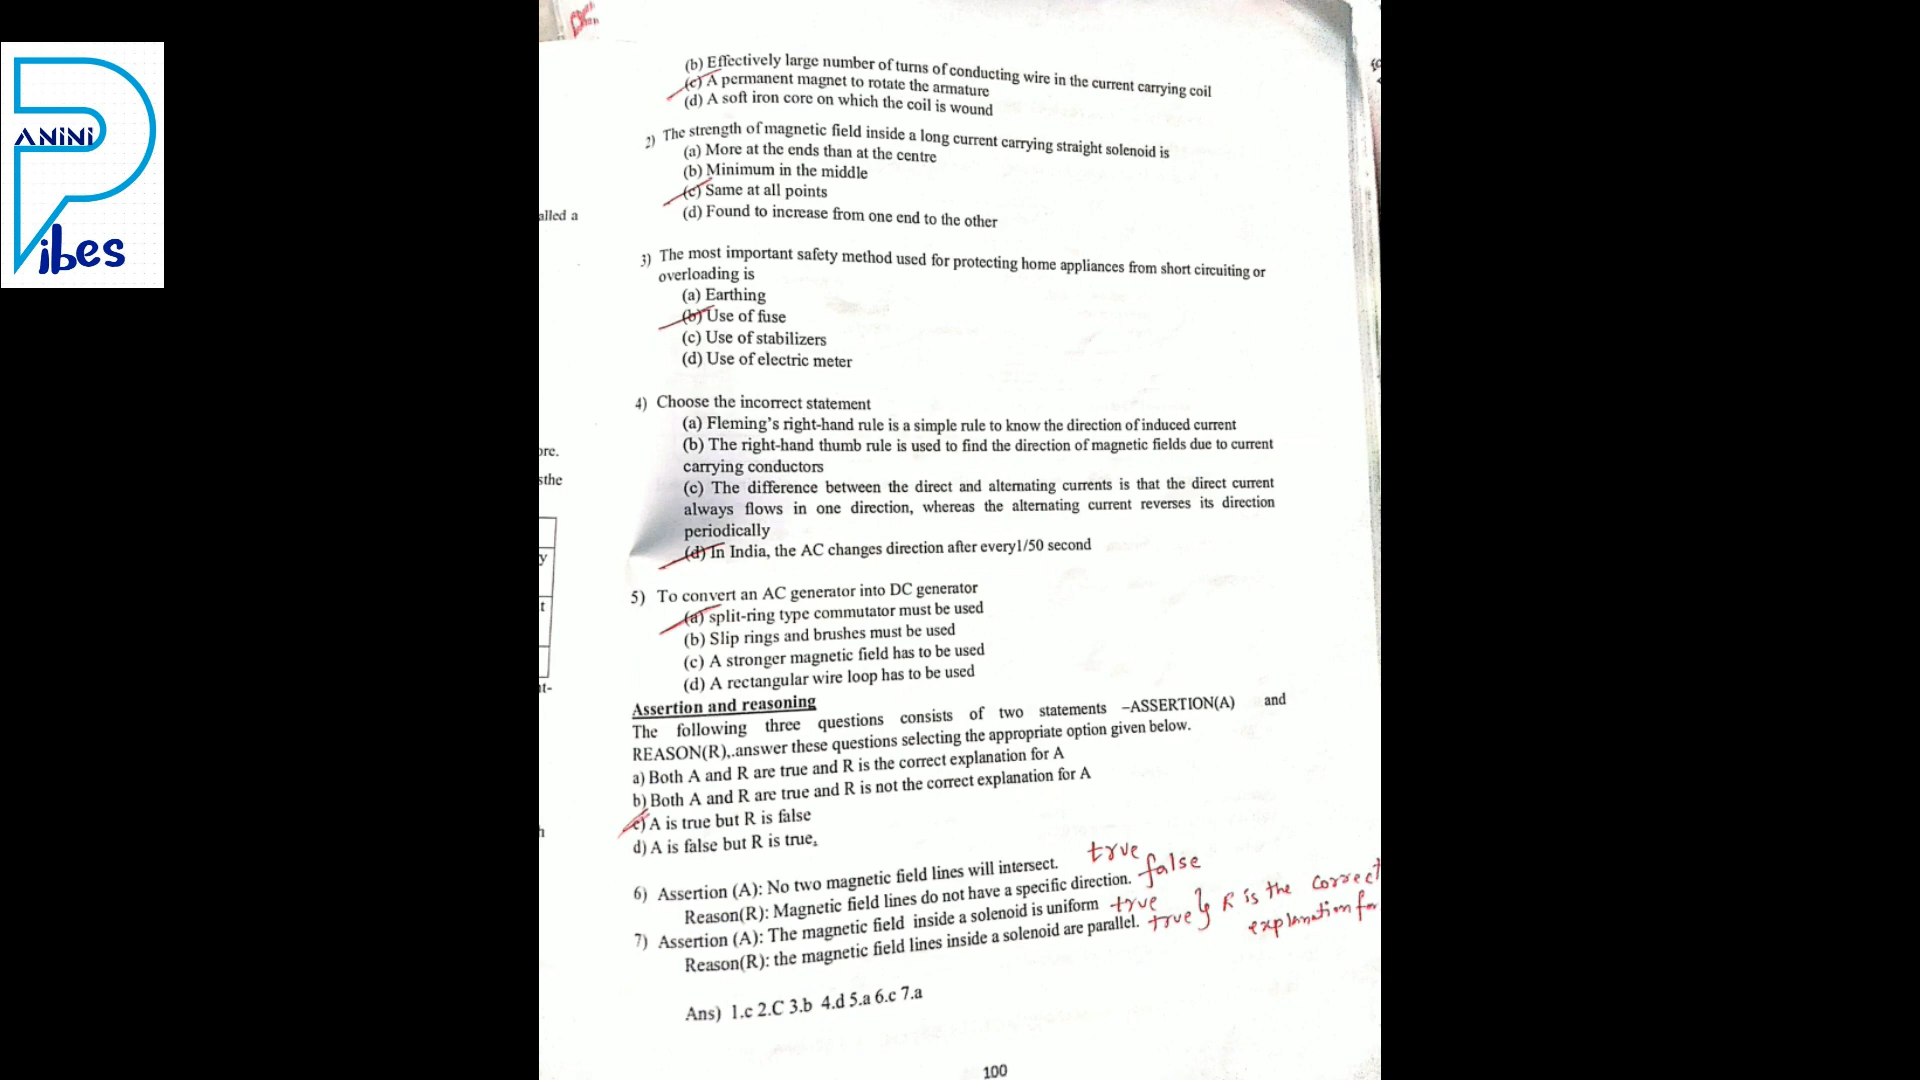 ANINI
ibes
alled a
ore.
sthe
y
t
(b) Effectively large number of turns of conducting wire in the current carrying coil
(c) A permanent magnet to rotate the armature
(d) A soft iron core on which the coil is wound
2) The strength of magnetic field inside a long current carrying straight solenoid is
(a) More at the ends than at the centre
(b) Minimum in the middle
(c) Same at all points
(d) Found to increase from one end to the other
3) The most important safety method used for protecting home appliances from short circuiting or
overloading is
(a) Earthing
(b) Use of fuse
(c) Use of stabilizers
(d) Use of electric meter
4) Choose the incorrect statement
(a) Fleming's right-hand rule is a simple rule to know the direction of induced current
(b) The right-hand thumb rule is used to find the direction of magnetic fields due to current
carrying conductors
(c) The difference between the direct and alternating currents is that the direct current
always flows in one direction, whereas the alternating current reverses its direction
periodically
(d) In India, the AC changes direction after every1/50 second
5) To convert an AC generator into DC generator
(a) split-ring type commutator must be used
(b) Slip rings and brushes must be used
(c) A stronger magnetic field has to be used
(d) A rectangular wire loop has to be used
Assertion and reasoning
The following three questions consists of two statements –ASSERTION(A) and
REASON(R),.answer these questions selecting the appropriate option given below.
a) Both A and R are true and R is the correct explanation for A
b) Both A and R are true and R is not the correct explanation for A
c) A is true but R is false
d) A is false but R is true.
6) Assertion (A): No two magnetic field lines will intersect. true
Reason(R): Magnetic field lines do not have a specific direction. false
7) Assertion (A): The magnetic field inside a solenoid is uniform true
Reason(R): the magnetic field lines inside a solenoid are parallel. true
R is the correct
explanation for
Ans) 1.c 2.C 3.b 4.d 5.a 6.c 7.a
100